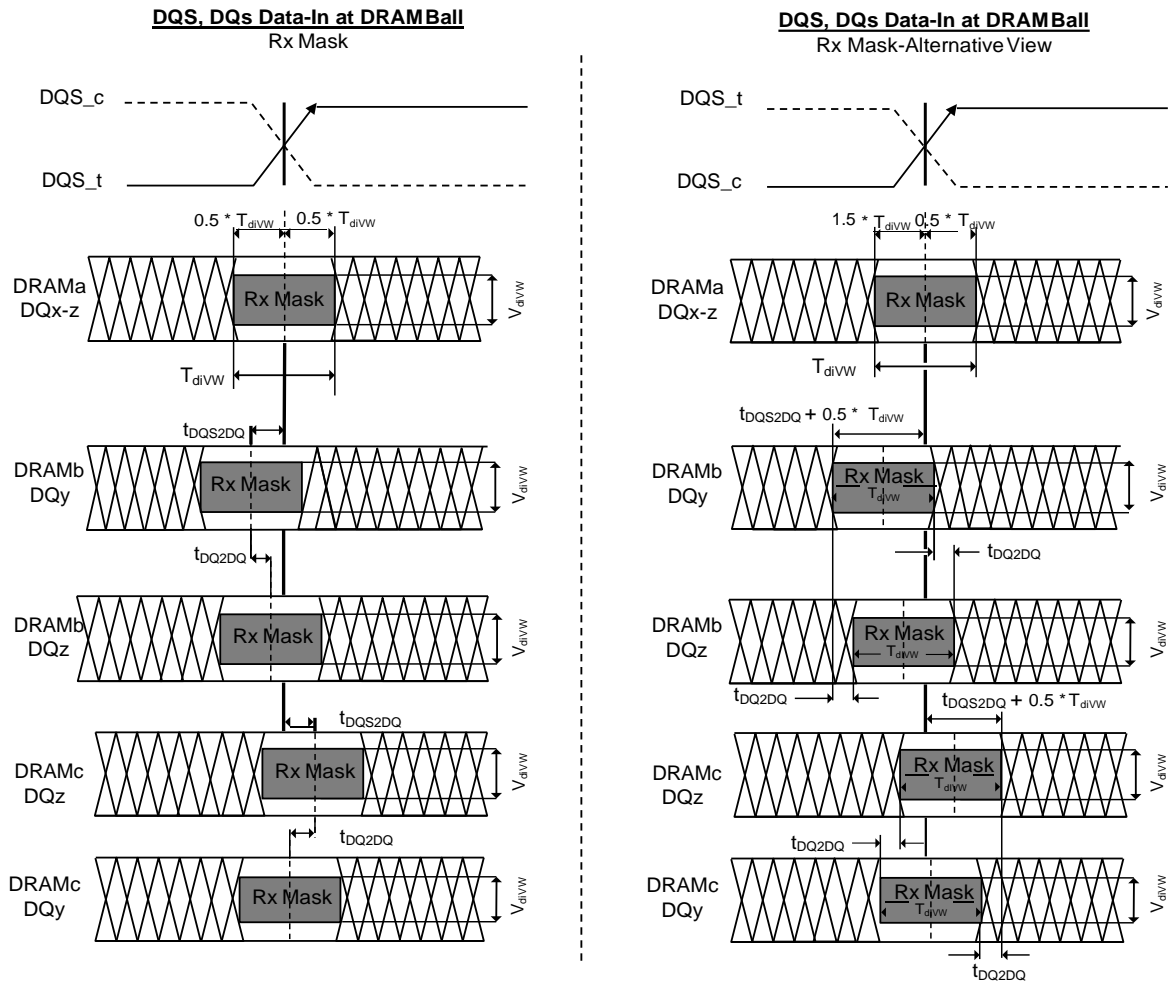 DQS, DQs Data-In at DRAM Ball
Rx Mask
DQS_c
DQS_t
0.5 * TdiVW 0.5 * TdiVW
DRAMa
DQx-z
Rx Mask
VdiVW
TdiVW
tDQS2DQ
DRAMb
DQy
Rx Mask
VdiVW
tDQ2DQ
DRAMb
DQz
Rx Mask
VdiVW
tDQS2DQ
DRAMc
DQz
Rx Mask
VdiVW
tDQ2DQ
DRAMc
DQy
Rx Mask
VdiVW
DQS, DQs Data-In at DRAM Ball
Rx Mask-Alternative View
DQS_t
DQS_c
1.5 * TdiVW 0.5 * TdiVW
DRAMa
DQx-z
Rx Mask
VdiVW
TdiVW
tDQS2DQ + 0.5 * TdiVW
DRAMb
DQy
Rx Mask
TdiVW
VdiVW
tDQ2DQ
DRAMb
DQz
Rx Mask
TdiVW
VdiVW
tDQ2DQ
tDQS2DQ + 0.5 * TdiVW
DRAMc
DQz
Rx Mask
TdiVW
VdiVW
tDQ2DQ
DRAMc
DQy
Rx Mask
TdiVW
VdiVW
tDQ2DQ